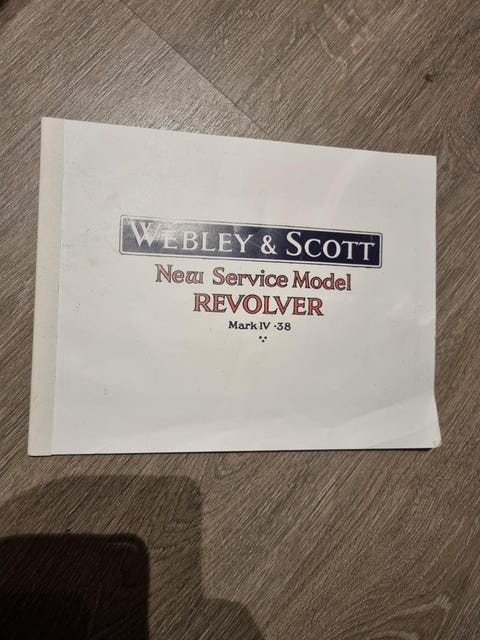 WEBLEY & SCOTT
New Service Model
REVOLVER
Mark IV ·38